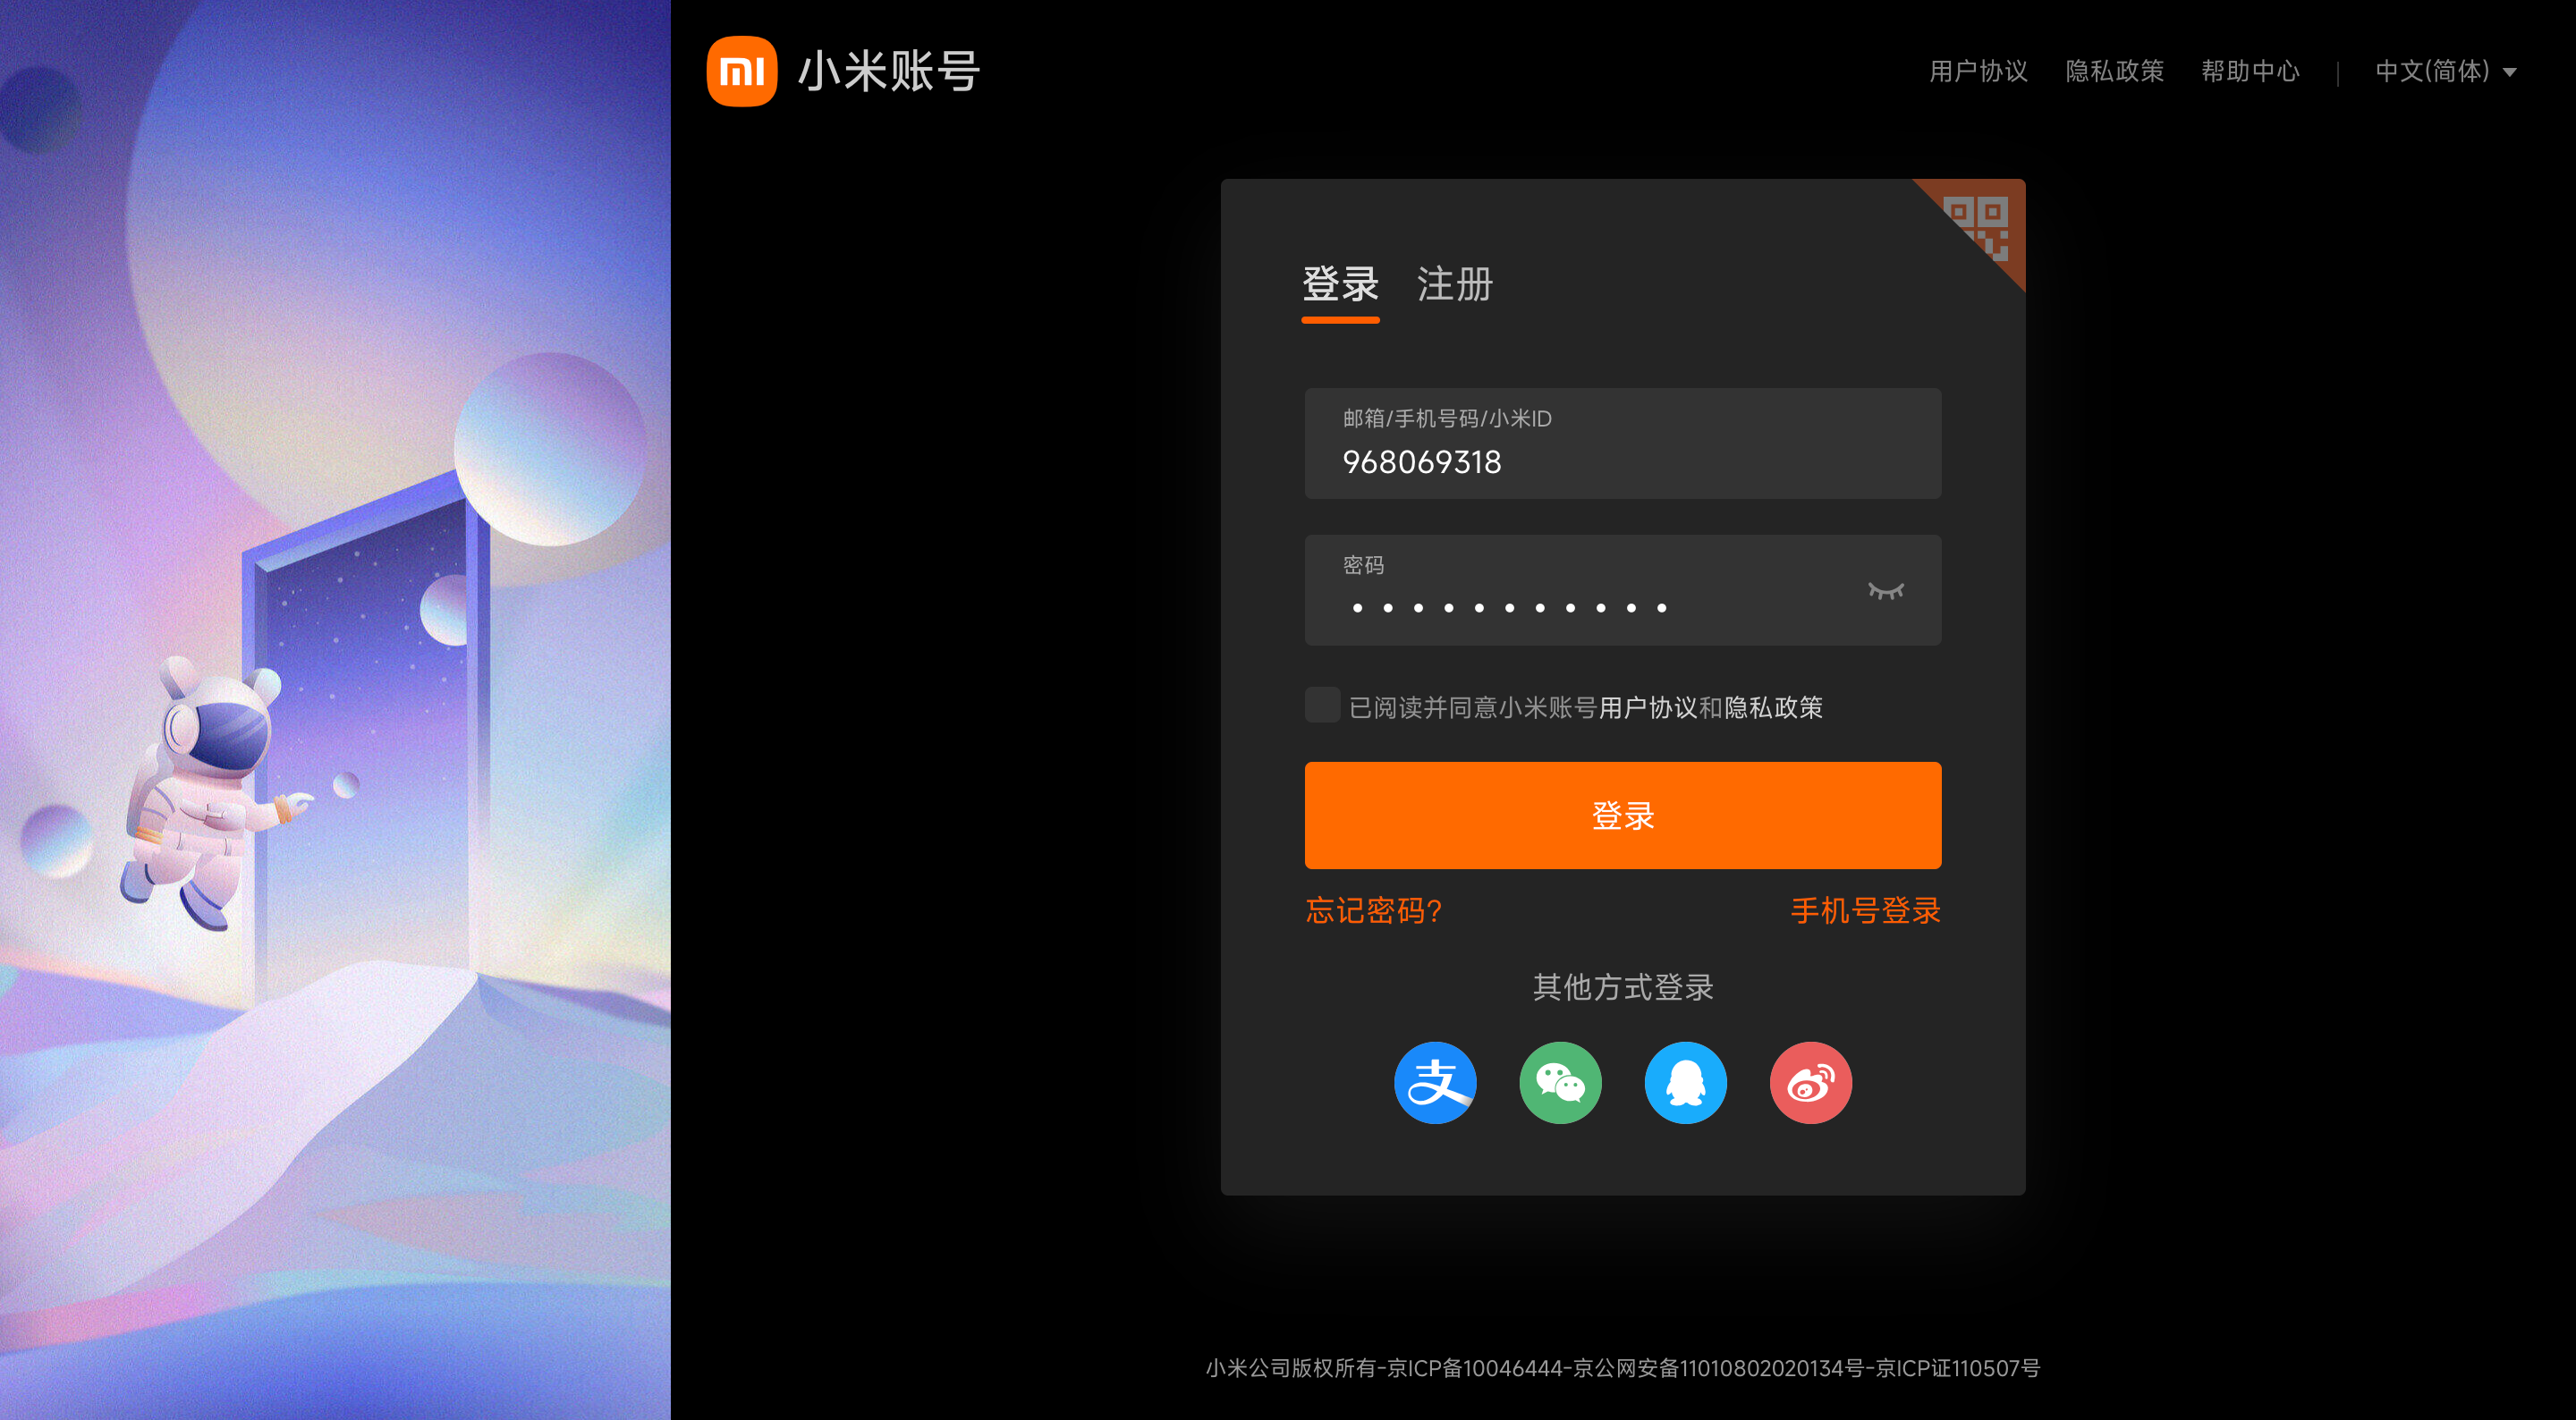 小米账号
用户协议 隐私政策 帮助中心 | 中文(简体)
登录 注册
邮箱/手机号码/小米ID
968069318
密码
•••••••••••
已阅读并同意小米账号用户协议和隐私政策
登录
忘记密码? 手机号登录
其他方式登录
支
小米公司版权所有-京ICP备10046444-京公网安备11010802020134号-京ICP证110507号